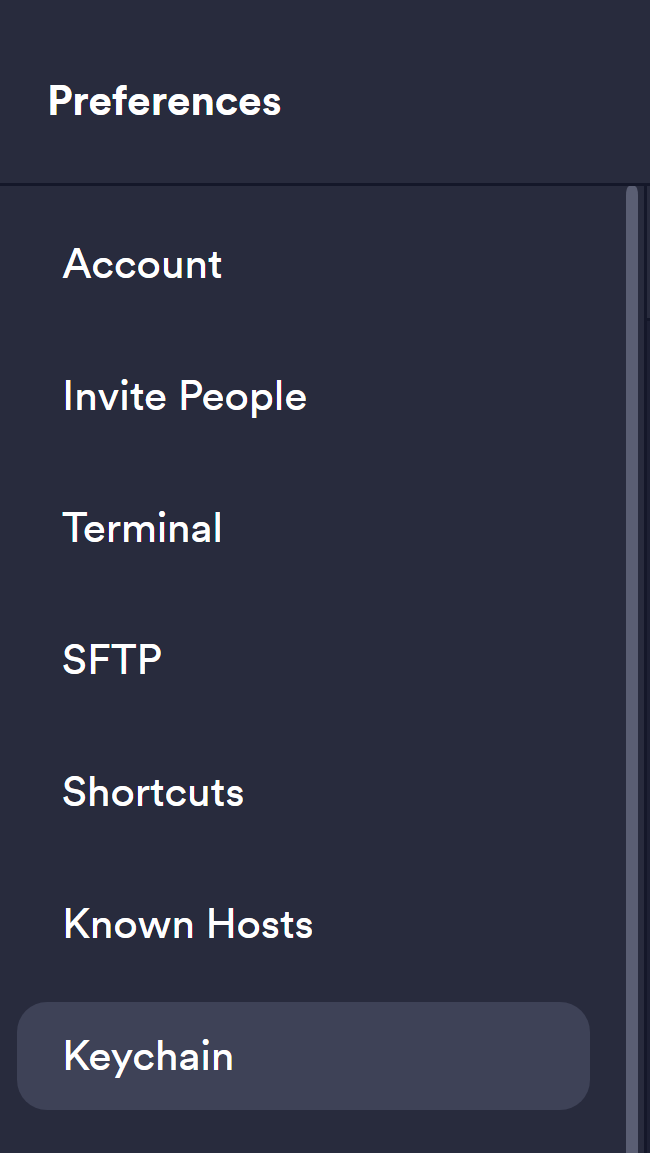 Preferences
Account
Invite People
Terminal
SFTP
Shortcuts
Known Hosts
Keychain